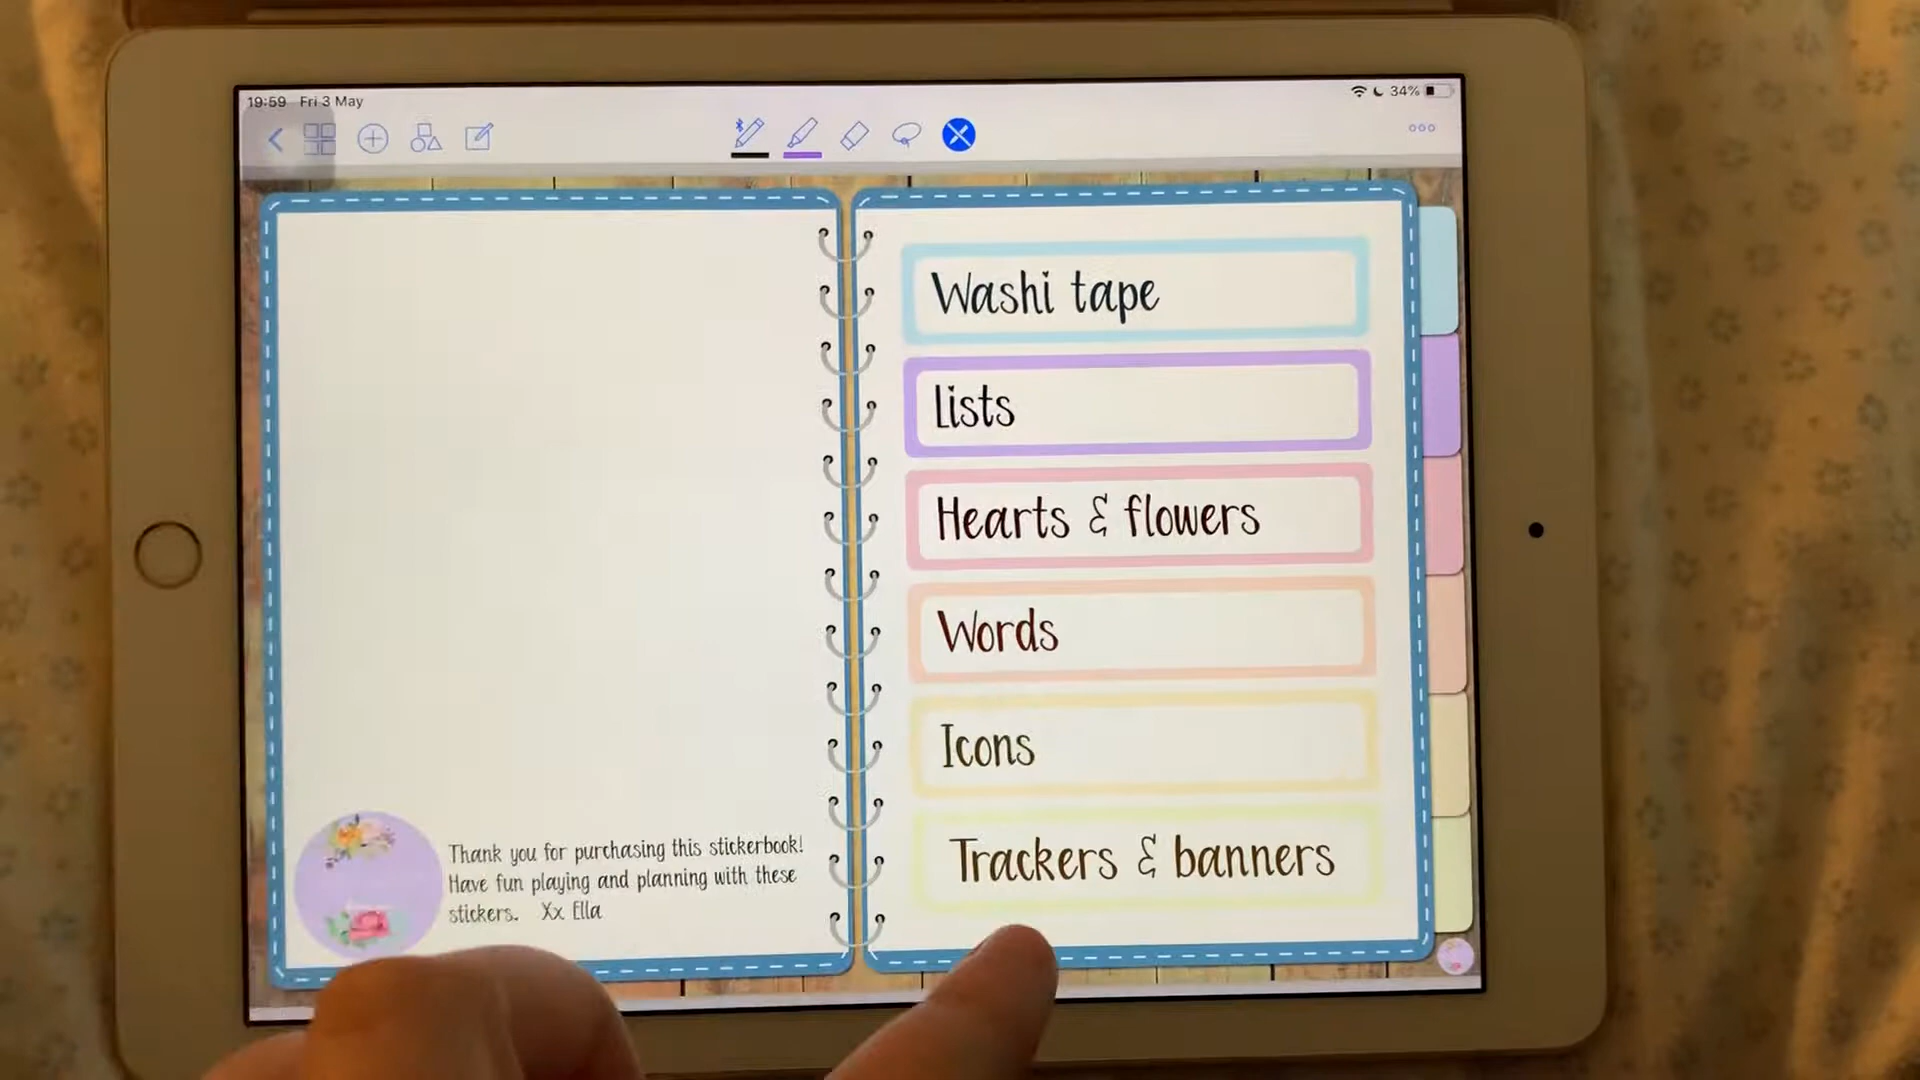 19:59 Fri 3 May
34%
Thank you for purchasing this stickerbook!
Have fun playing and planning with these
stickers. Xx Ella
Washi tape
Lists
Hearts & flowers
Words
Icons
Trackers & banners